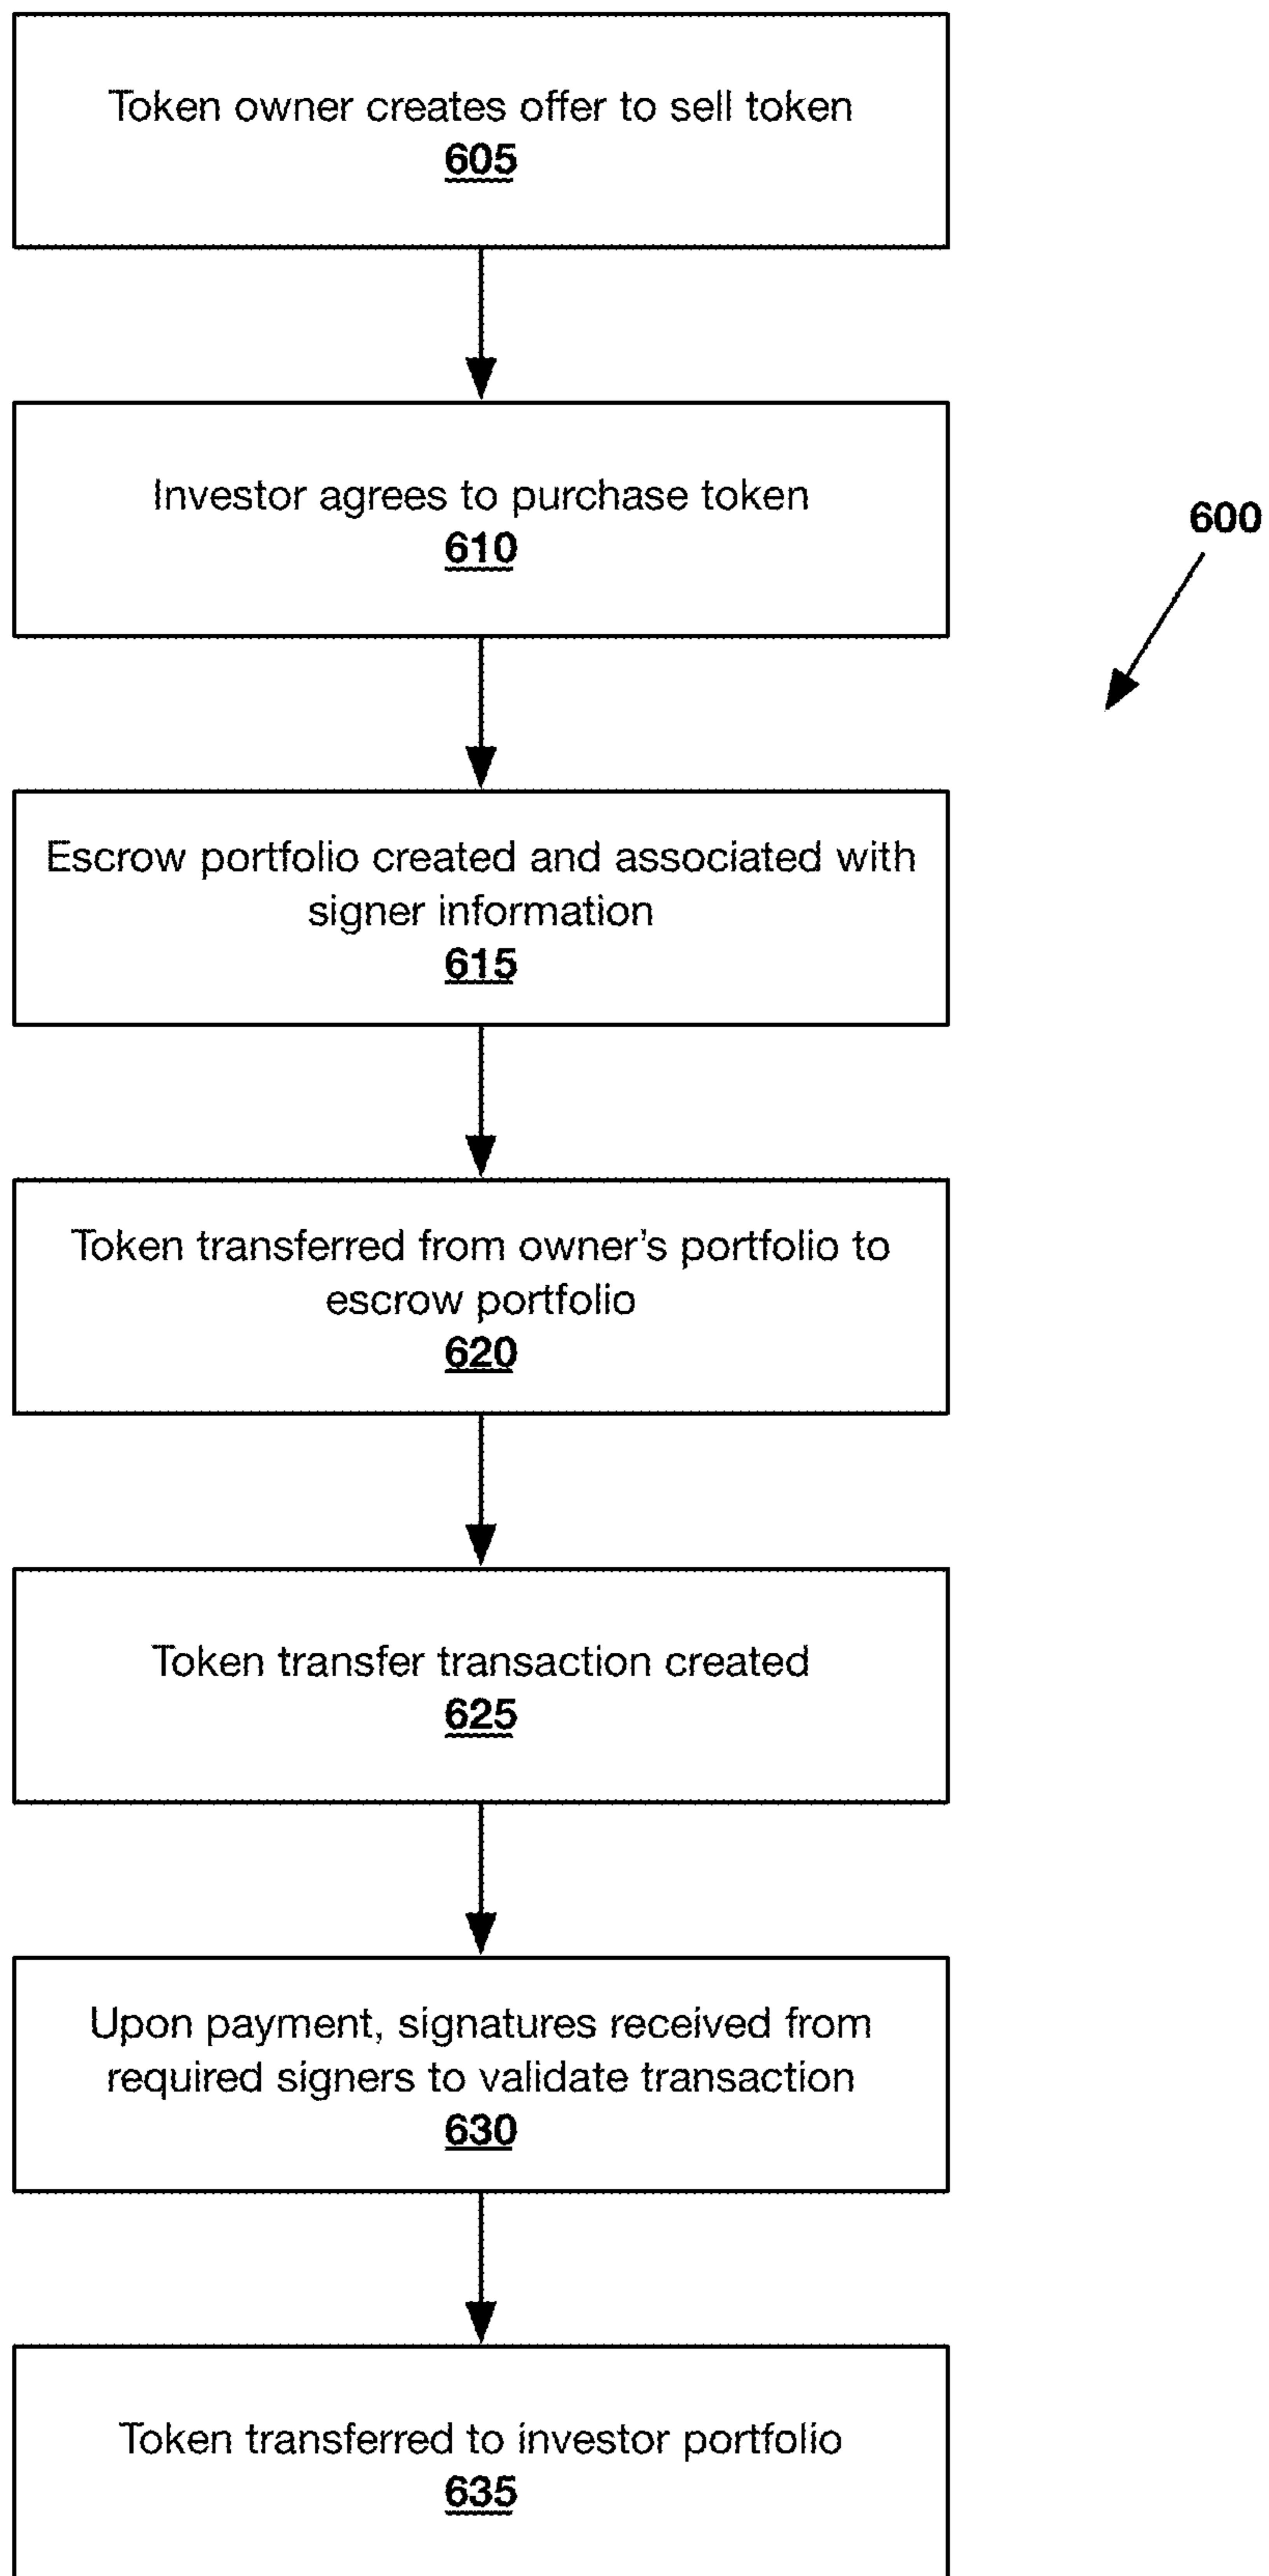 Token owner creates offer to sell token
605
Investor agrees to purchase token
610
600
Escrow portfolio created and associated with
signer information
615
Token transferred from owner's portfolio to
escrow portfolio
620
Token transfer transaction created
625
Upon payment, signatures received from
required signers to validate transaction
630
Token transferred to investor portfolio
635